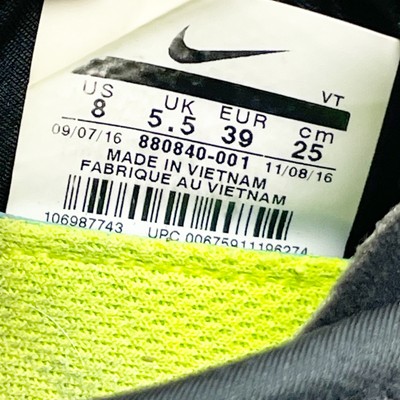 VT
US UK EUR cm
8 5.5 39 25
09/07/16 880840-001 11/08/16
MADE IN VIETNAM
FABRIQUE AU VIETNAM
106987743 UPC 00675911196274